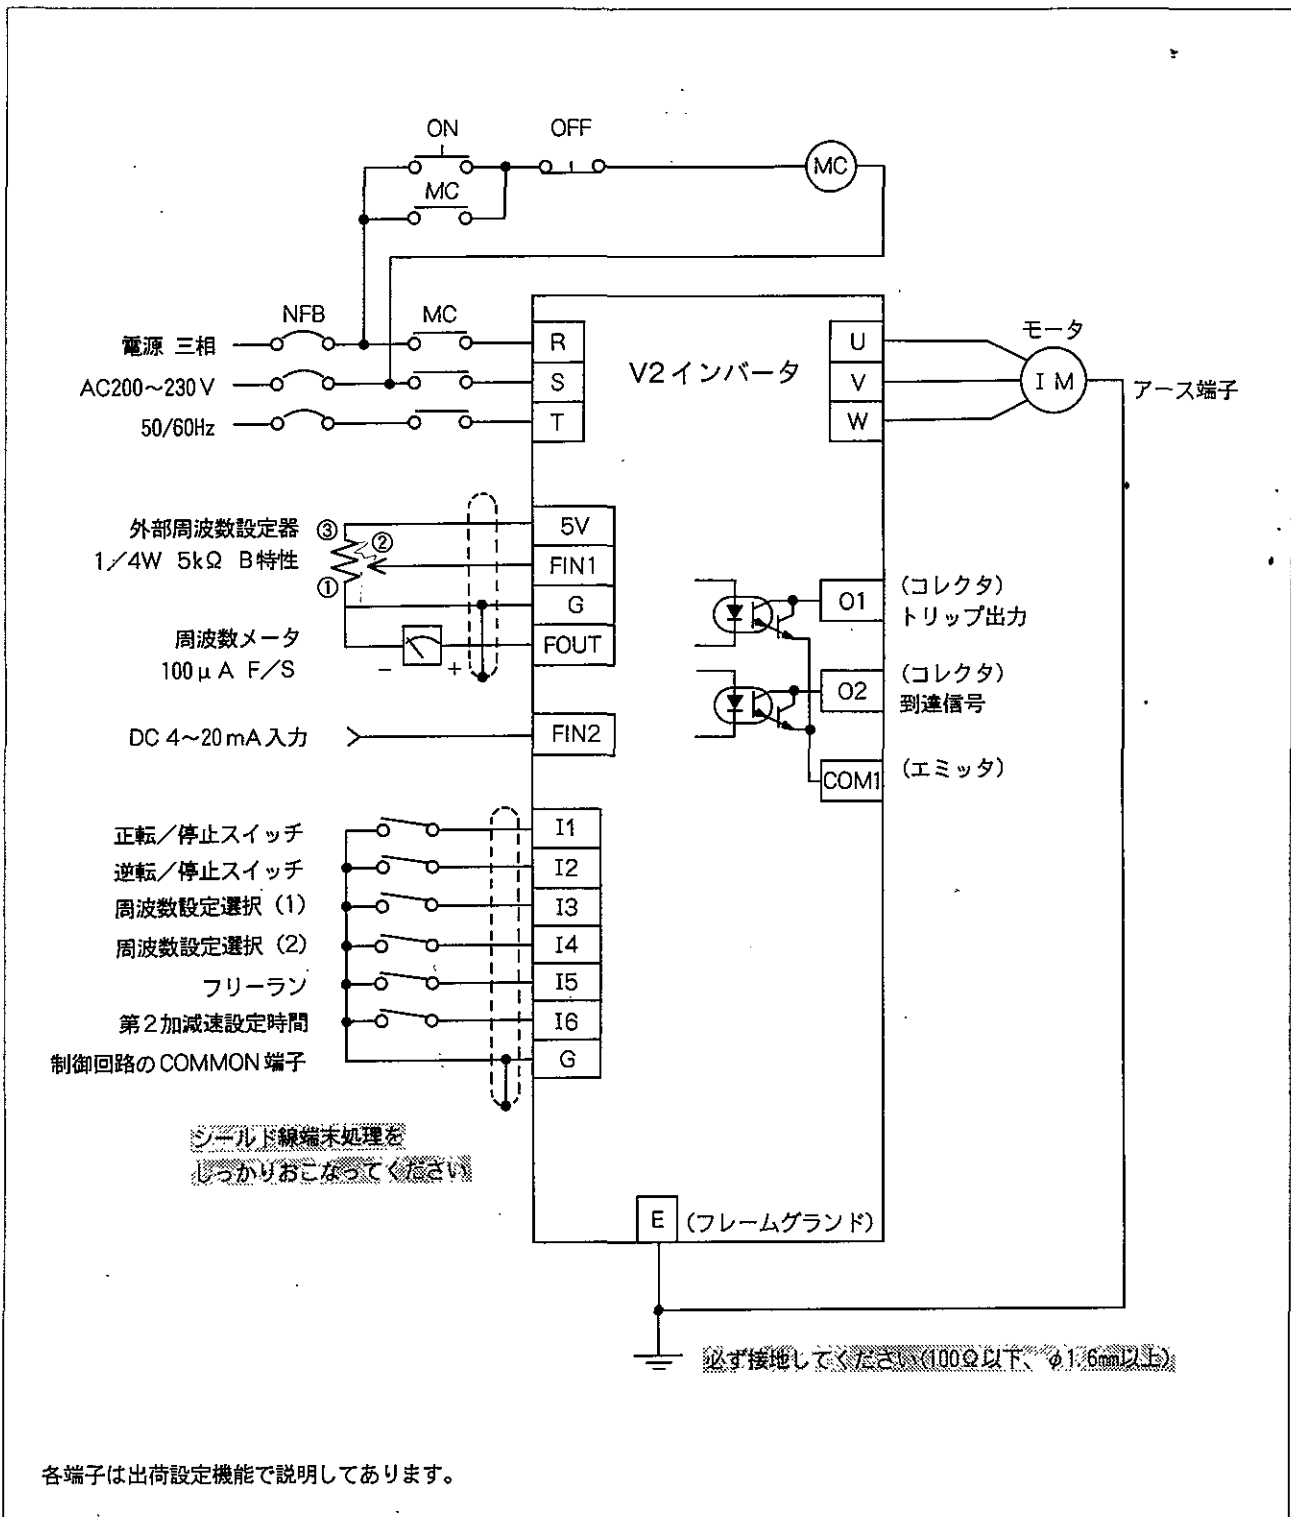 ON
OFF
MC
MC
NFB
MC
電源 三相
AC200～230V
50/60Hz
R
S
T
V2インバータ
U
V
W
モータ
IM
アース端子
外部周波数設定器
1／4W 5kΩ B特性
③
②
①
5V
FIN1
G
FOUT
周波数メータ
100μA F／S
－
＋
DC 4～20mA入力
FIN2
O1
(コレクタ)
トリップ出力
O2
(コレクタ)
到達信号
COM1
(エミッタ)
正転／停止スイッチ
I1
逆転／停止スイッチ
I2
周波数設定選択（1）
I3
周波数設定選択（2）
I4
フリーラン
I5
第2加減速設定時間
I6
制御回路のCOMMON端子
G
シールド線端末処理を
しっかりおこなってください
E
(フレームグランド)
必ず接地してください(100Ω以下、φ1.6mm以上)
各端子は出荷設定機能で説明してあります。